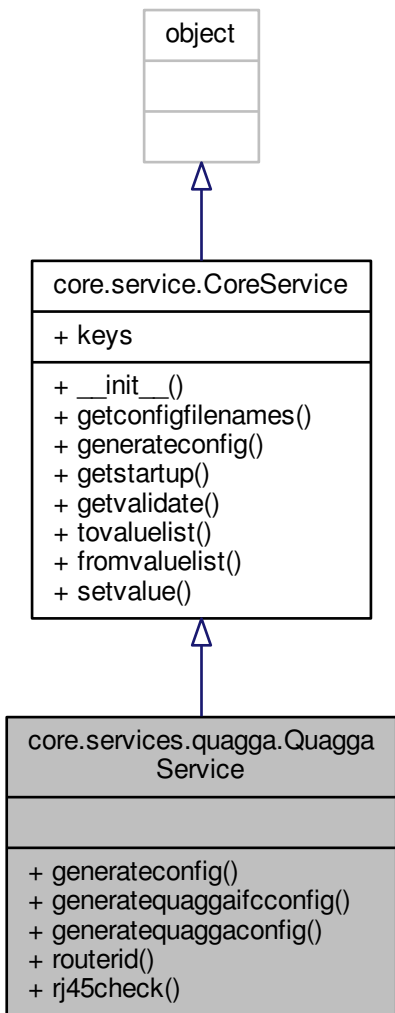 object
core.service.CoreService
+ keys
+ __init__()
+ getconfigfilenames()
+ generateconfig()
+ getstartup()
+ getvalidate()
+ tovaluelist()
+ fromvaluelist()
+ setvalue()
core.services.quagga.Quagga
Service
+ generateconfig()
+ generatequaggaifcconfig()
+ generatequaggaconfig()
+ routerid()
+ rj45check()